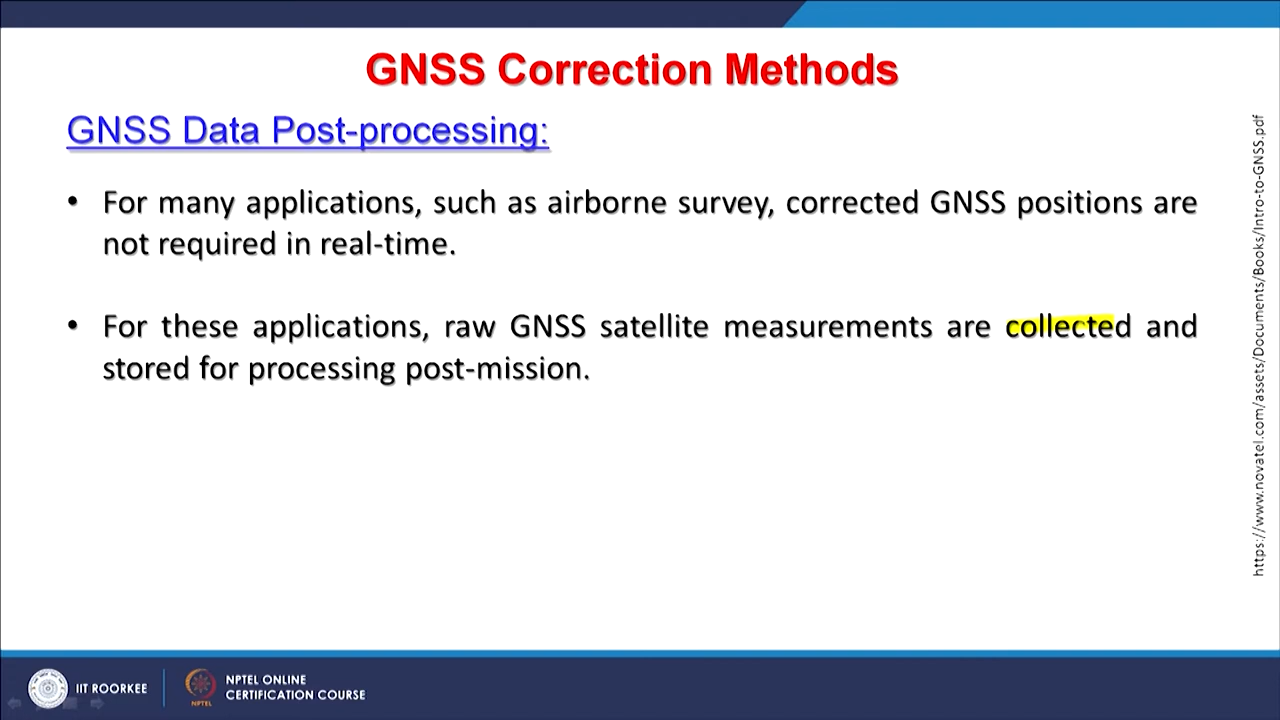 GNSS Correction Methods
GNSS Data Post-processing:
• For many applications, such as airborne survey, corrected GNSS positions are
not required in real-time.
• For these applications, raw GNSS satellite measurements are collected and
stored for processing post-mission.
https://www.novatel.com/assets/Documents/Books/Intro-to-GNSS.pdf
IIT ROORKEE
NPTEL
NPTEL ONLINE
CERTIFICATION COURSE